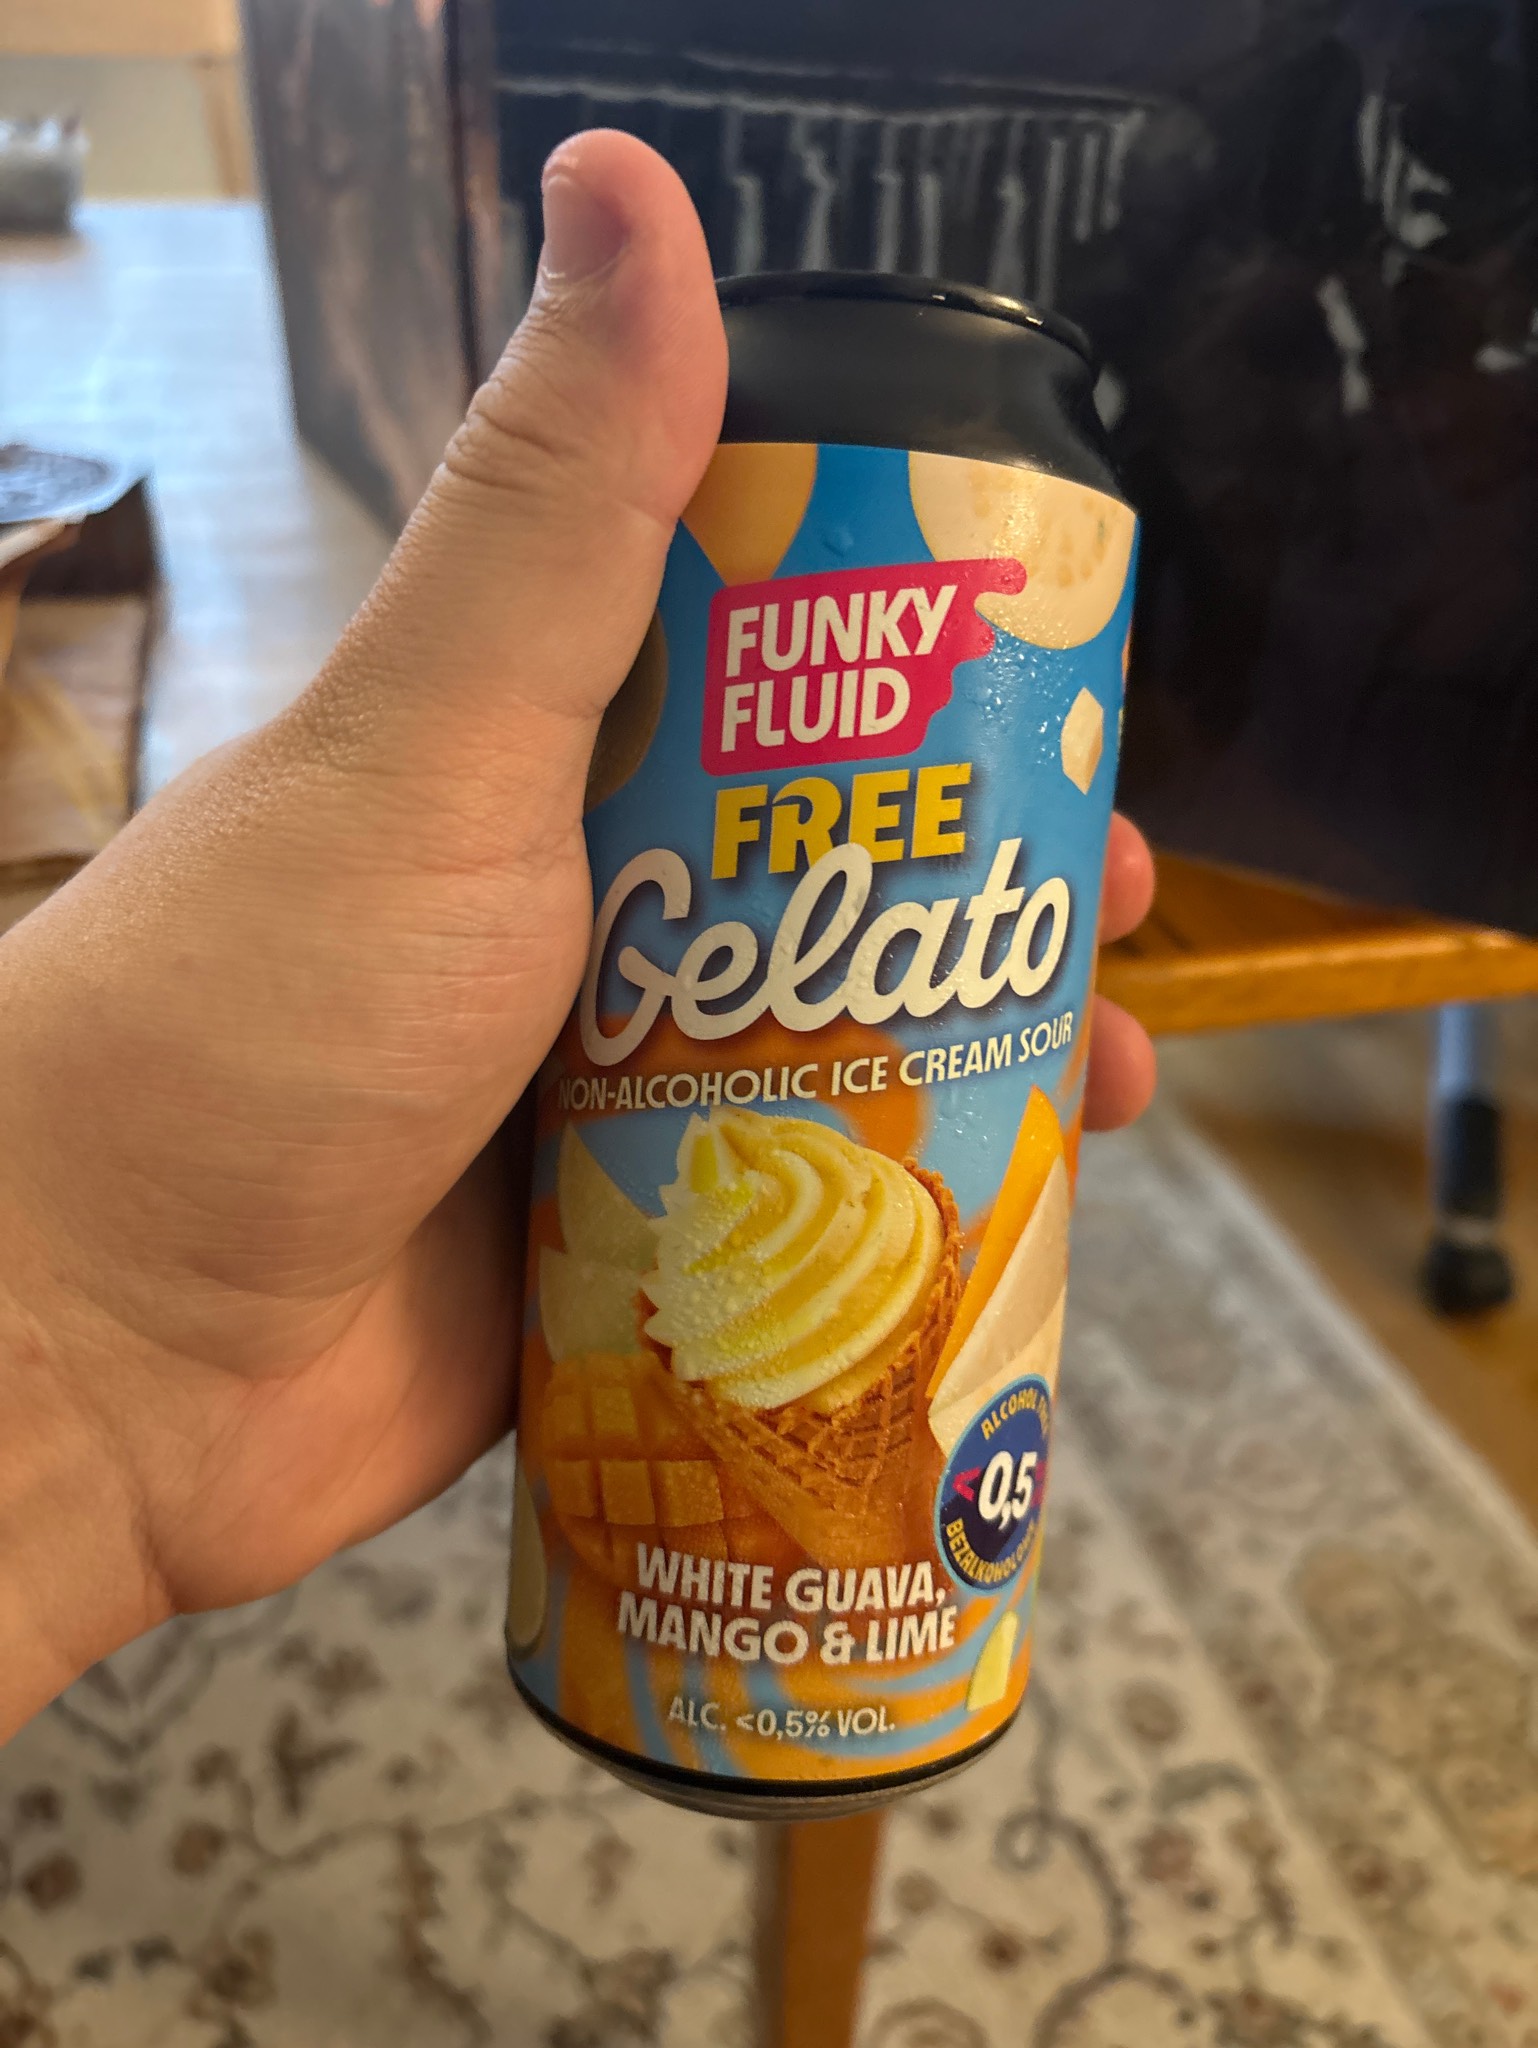 FUNKY
FLUID
FREE
Gelato
NON-ALCOHOLIC ICE CREAM SOUR
ALCOHOL
<0,5
WHITE GUAVA,
MANGO & LIME
ALC. <0,5% VOL.